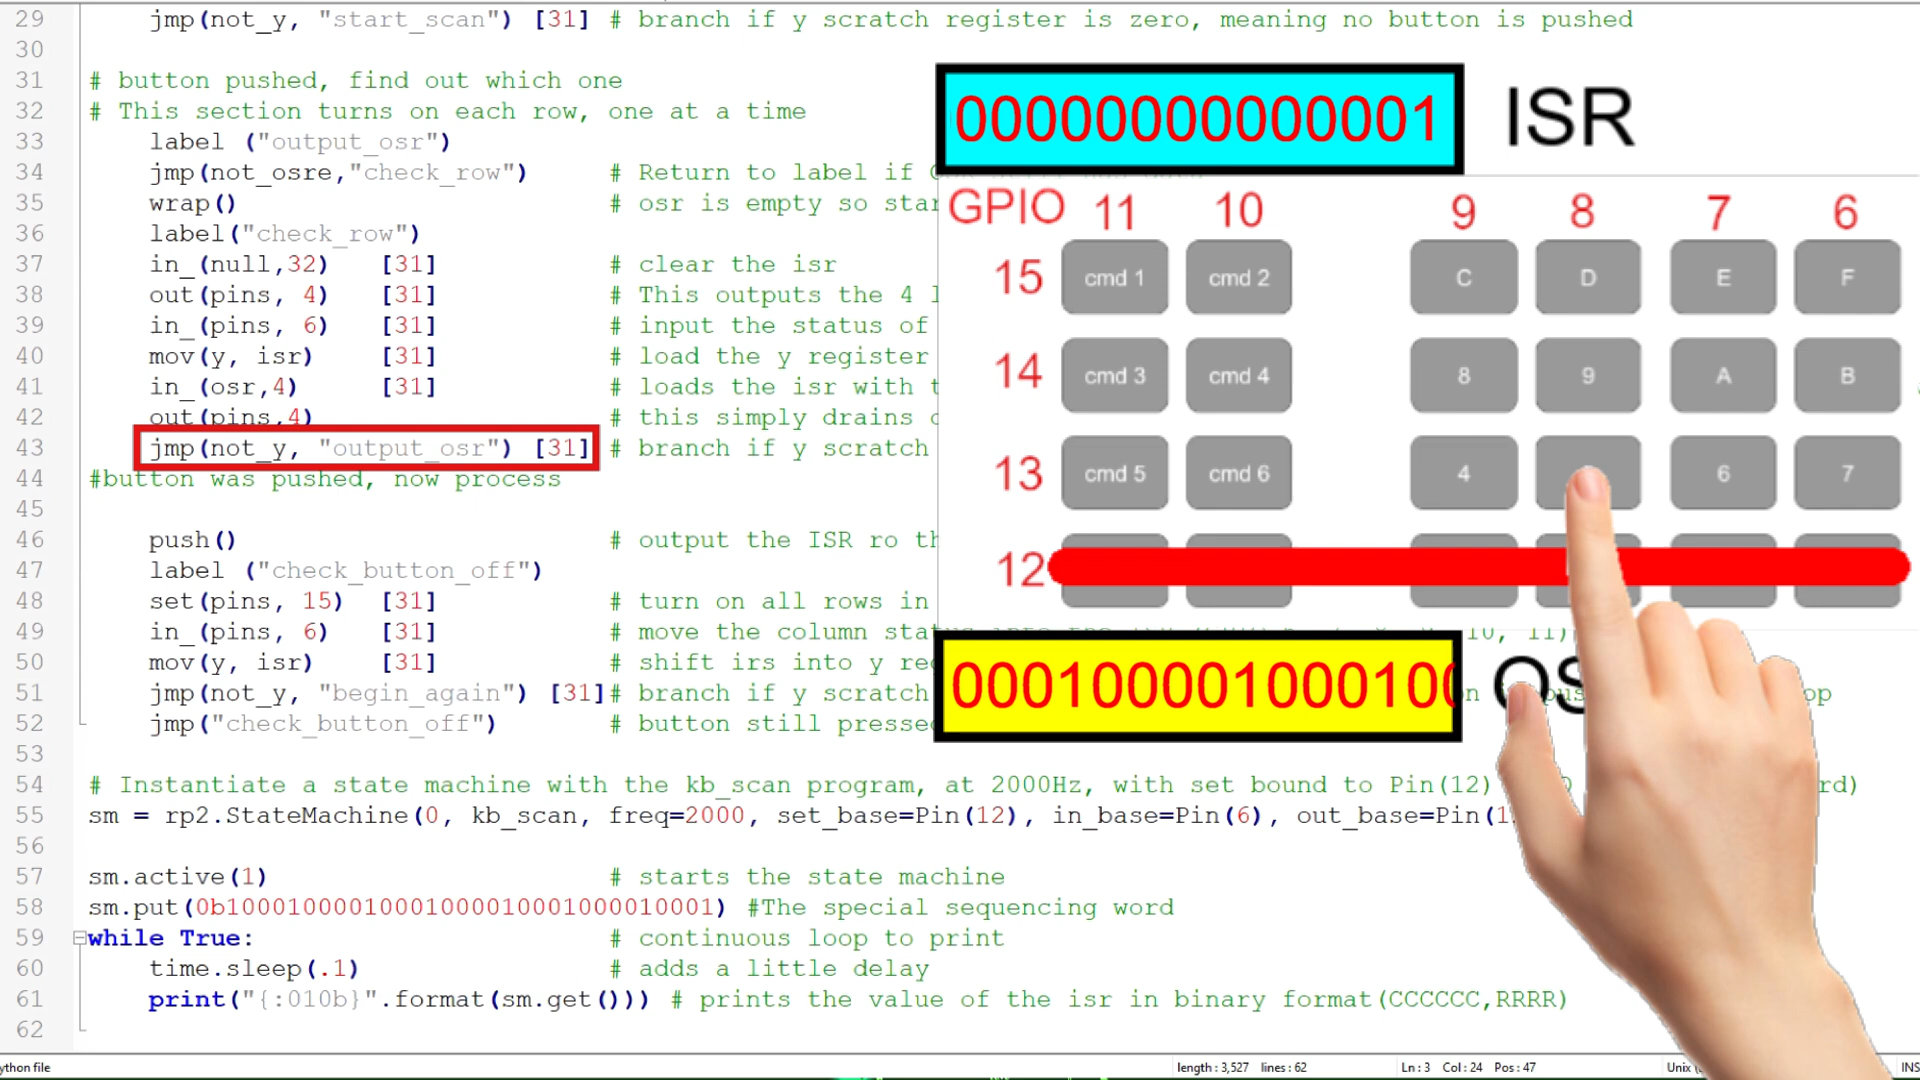 29 jmp(not_y, "start_scan") [31] # branch if y scratch register is zero, meaning no button is pushed
30
31 # button pushed, find out which one
32 # This section turns on each row, one at a time
33 label ("output_osr")
34 jmp(not_osre,"check_row") # Return to label if
35 wrap() # osr is empty so star
36 label("check_row")
37 in_(null,32) [31] # clear the isr
38 out(pins, 4) [31] # This outputs the 4
39 in_(pins, 6) [31] # input the status of
40 mov(y, isr) [31] # load the y register
41 in_(osr,4) [31] # loads the isr with
42 out(pins,4) # this simply drains
43 jmp(not_y, "output_osr") [31] # branch if y scratch
44 #button was pushed, now process
45
46 push() # output the ISR ro th
47 label ("check_button_off")
48 set(pins, 15) [31] # turn on all rows in
49 in_(pins, 6) [31] # move the column 10, 11)
50 mov(y, isr) [31] # shift irs into y
51 jmp(not_y, "begin_again") [31]# branch if y scratch
52 jmp("check_button_off") # button still presse
53
54 # Instantiate a state machine with the kb_scan program, at 2000Hz, with set bound to Pin(12) rd)
55 sm = rp2.StateMachine(0, kb_scan, freq=2000, set_base=Pin(12), in_base=Pin(6), out_base=Pin(1
56
57 sm.active(1) # starts the state machine
58 sm.put(0b10001000010001000010001000010001) #The special sequencing word
59 while True: # continuous loop to print
60 time.sleep(.1) # adds a little delay
61 print("{:010b}".format(sm.get())) # prints the value of the isr in binary format(CCCCCC,RRRR)
62
00000000000001 ISR
GPIO 11 10 9 8 7 6
15 cmd 1 cmd 2 C D E F
14 cmd 3 cmd 4 8 9 A B
13 cmd 5 cmd 6 4 6 7
12
00010000100010 OS
ython file length : 3,527 lines : 62 Ln : 3 Col : 24 Pos : 47 Unix INS